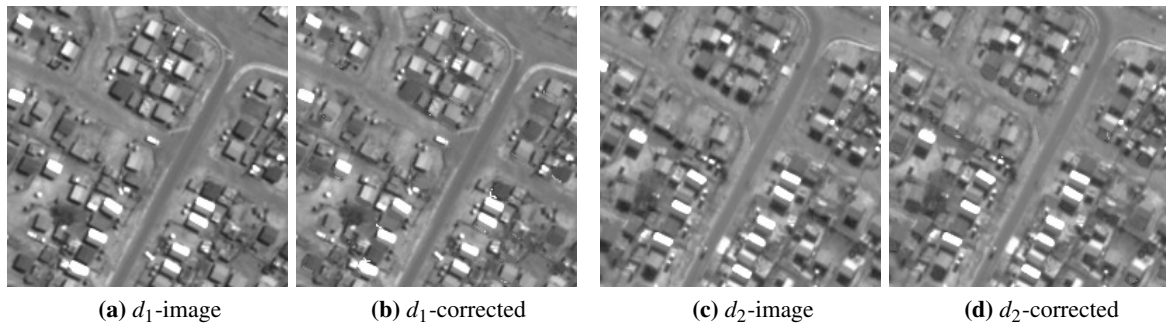 (a) d₁-image (b) d₁-corrected (c) d₂-image (d) d₂-corrected